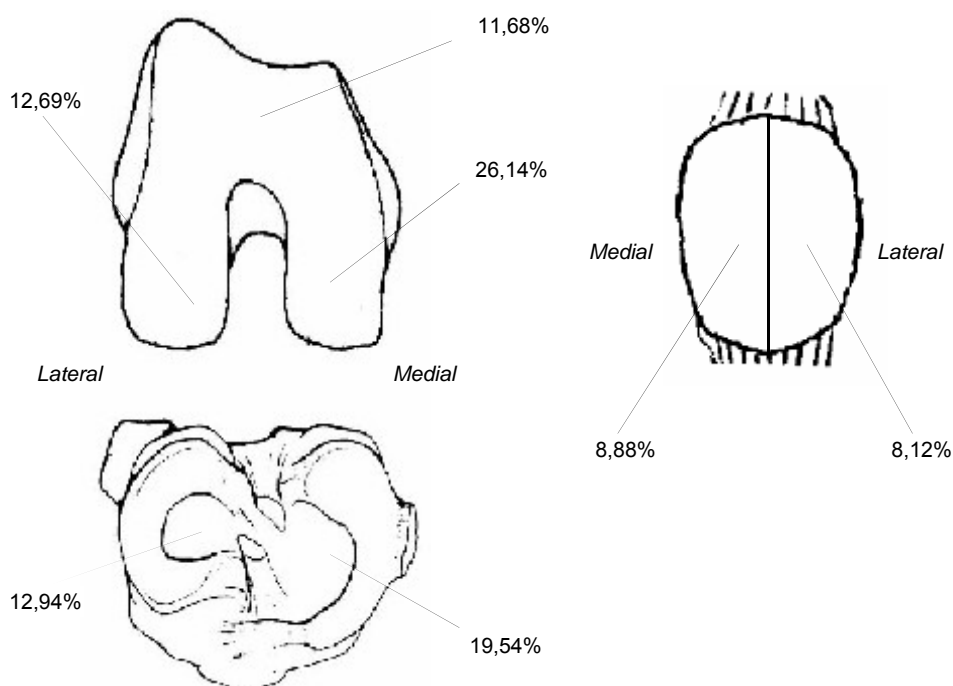 11,68%
12,69%
26,14%
Medial
Lateral
Lateral
Medial
8,88%
8,12%
12,94%
19,54%